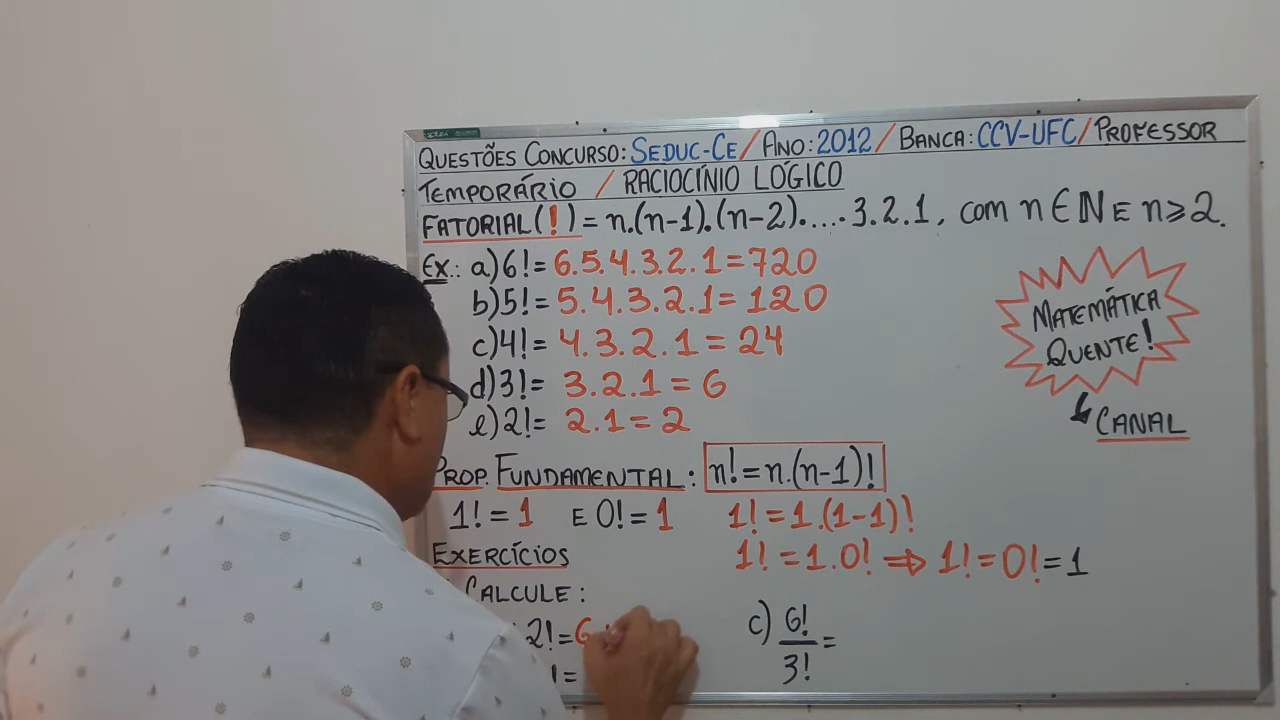 QUESTÕES CONCURSO: SEDUC-CE / ANO: 2012 / BANCA: CCV-UFC / PROFESSOR
TEMPORÁRIO / RACIOCÍNIO LÓGICO
FATORIAL (!) = n.(n-1).(n-2).....3.2.1, com n ∈ ℕ E n ≥ 2.
Ex.: a) 6! = 6.5.4.3.2.1 = 720
b) 5! = 5.4.3.2.1 = 120
c) 4! = 4.3.2.1 = 24
d) 3! = 3.2.1 = 6
e) 2! = 2.1 = 2
MATEMÁTICA
QUENTE!
CANAL
PROP. FUNDAMENTAL: n! = n.(n-1)!
1! = 1 E 0! = 1
1! = 1.(1-1)!
1! = 1.0! ⇒ 1! = 0! = 1
EXERCÍCIOS
CALCULE:
2! = 6
! =
c) 6!/3! =